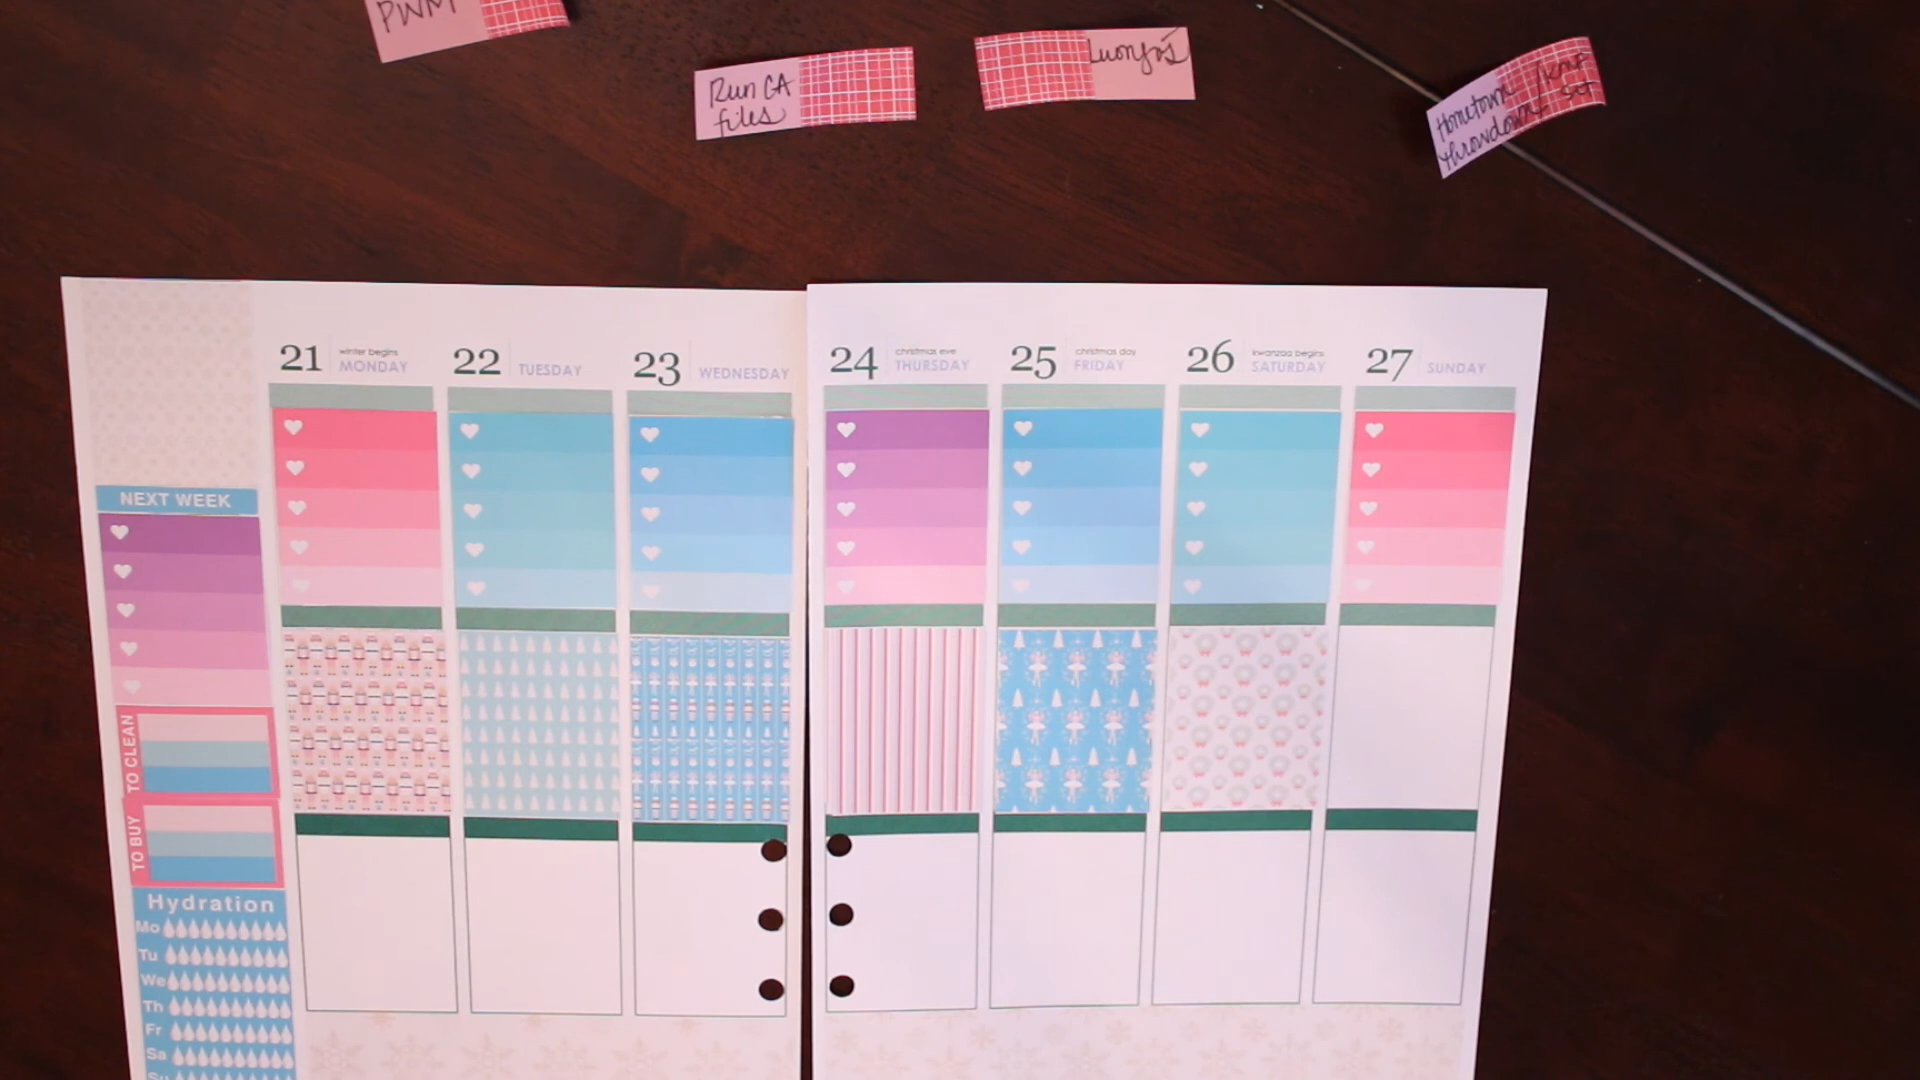 PWM
Run CA
files
Luongo's
Hometown
throwdown/
21 winter begins
MONDAY
22 TUESDAY
23 WEDNESDAY
24 christmas eve
THURSDAY
25 christmas day
FRIDAY
26 kwanzaa begins
SATURDAY
27 SUNDAY
NEXT WEEK
TO CLEAN
TO BUY
Hydration
Mo
Tu
We
Th
Fr
Sa
Su